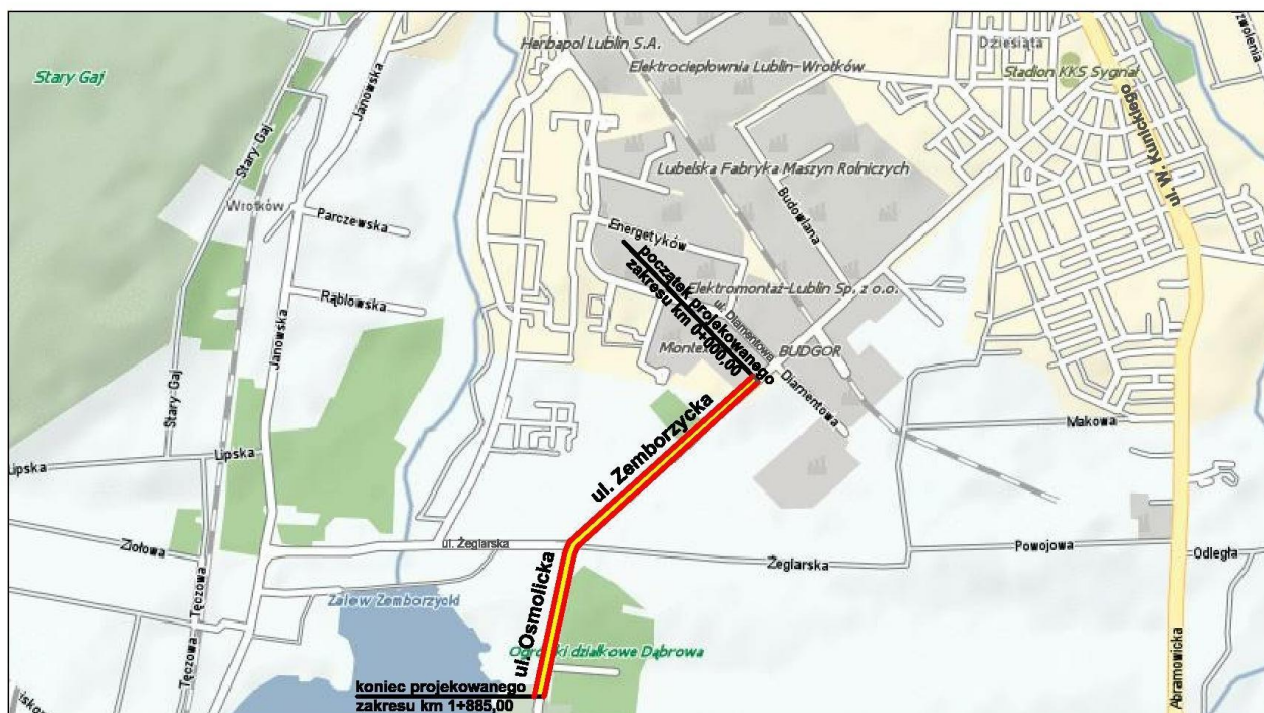 Herbapol Lublin S.A.
Elektrociepłownia Lublin-Wrotków
Dziesiąta
Stadion KKS Sygnał
ul. W. Kunickiego
Stary Gaj
Stary-Gaj
Janowska
Lubelska Fabryka Maszyn Rolniczych
Budowlana
Wrotków
Parczewska
Energetyków
początek projekowanego
zakresu km 0+000,00
Elektromontaż-Lublin Sp. z o.o.
ul. Diamentowa
Rąblowska
Janowska
BUDGOR
Diamentowa
Stary-Gaj
ul. Zemborzycka
Makowa
Lipska
Lipska
Ziołowa
ul. Żeglarska
Żeglarska
Powojowa
Odległa
Tęczowa
Zalew Zemborzycki
ul. Osmolicka
Ogródki działkowe Dąbrowa
Tęczowa
Abramowicka
koniec projekowanego
zakresu km 1+885,00